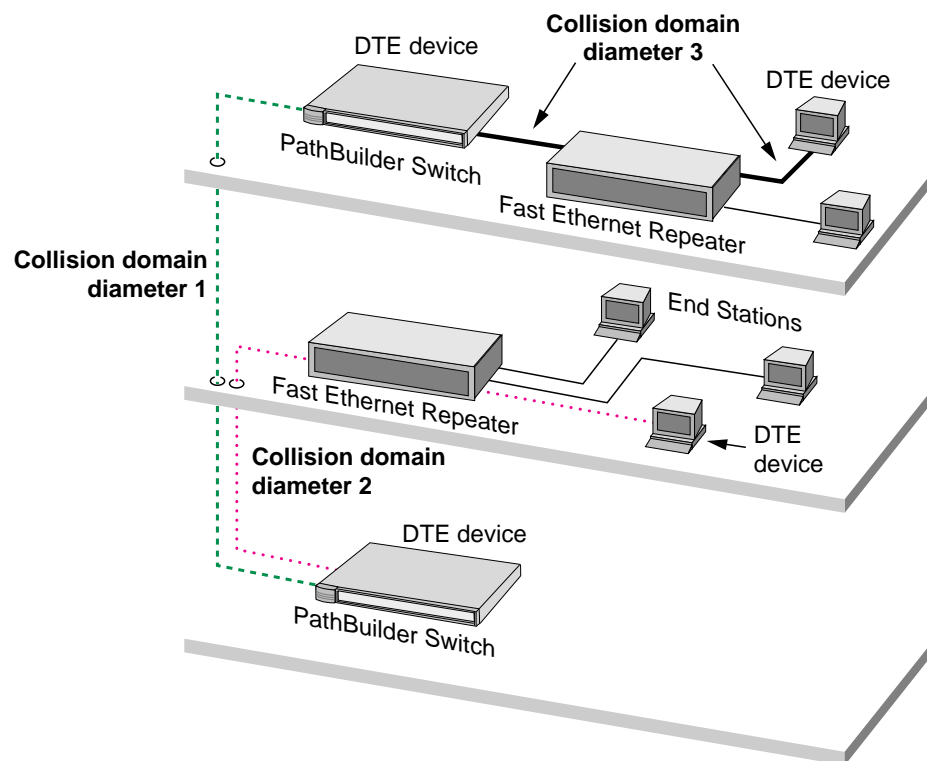 Collision domain
diameter 3
DTE device
DTE device
PathBuilder Switch
Fast Ethernet Repeater
Collision domain
diameter 1
End Stations
Fast Ethernet Repeater
DTE
device
Collision domain
diameter 2
DTE device
PathBuilder Switch